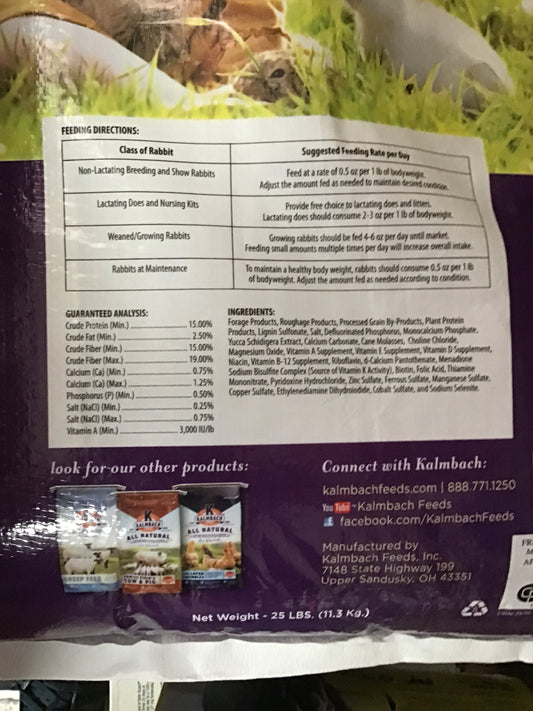 FEEDING DIRECTIONS:
Class of Rabbit
Suggested Feeding Rate per Day
Non-Lactating Breeding and Show Rabbits
Feed at a rate of 0.5 oz per 1 lb of bodyweight.
Adjust the amount fed as needed to maintain desired condition.
Lactating Does and Nursing Kits
Provide free choice to lactating does and litters.
Lactating does should consume 2-3 oz per 1 lb of bodyweight.
Weaned/Growing Rabbits
Growing rabbits should be fed 4-6 oz per day until market.
Feeding small amounts multiple times per day will increase overall intake.
Rabbits at Maintenance
To maintain a healthy body weight, rabbits should consume 0.5 oz per 1 lb
of bodyweight. Adjust the amount fed as needed according to condition.
GUARANTEED ANALYSIS:
Crude Protein (Min.) 15.00%
Crude Fat (Min.) 2.50%
Crude Fiber (Min.) 15.00%
Crude Fiber (Max.) 19.00%
Calcium (Ca) (Min.) 0.75%
Calcium (Ca) (Max.) 1.25%
Phosphorus (P) (Min.) 0.50%
Salt (NaCl) (Min.) 0.25%
Salt (NaCl) (Max.) 0.75%
Vitamin A (Min.) 3,000 IU/lb
INGREDIENTS:
Forage Products, Roughage Products, Processed Grain By-Products, Plant Protein
Products, Lignin Sulfonate, Salt, Defluorinated Phosphorus, Monocalcium Phosphate,
Yucca Schidigera Extract, Calcium Carbonate, Cane Molasses, Choline Chloride,
Magnesium Oxide, Vitamin A Supplement, Vitamin E Supplement, Vitamin D Supplement,
Niacin, Vitamin B-12 Supplement, Riboflavin, d-Calcium Pantothenate, Menadione
Sodium Bisulfite Complex (Source of Vitamin K Activity), Biotin, Folic Acid, Thiamine
Mononitrate, Pyridoxine Hydrochloride, Zinc Sulfate, Ferrous Sulfate, Manganese Sulfate,
Copper Sulfate, Ethylenediamine Dihydroiodide, Cobalt Sulfate, and Sodium Selenite.
look for our other products:
K
KALMBACH
ALL NATURAL
SHEEP FEED
COW & PIG
K
KALMBACH
ALL NATURAL
Connect with Kalmbach:
kalmbachfeeds.com | 888.771.1250
You Tube Kalmbach Feeds
f facebook.com/KalmbachFeeds
Manufactured by
Kalmbach Feeds, Inc.
7148 State Highway 199
Upper Sandusky, OH 43351
Net Weight - 25 LBS. (11.3 Kg.)